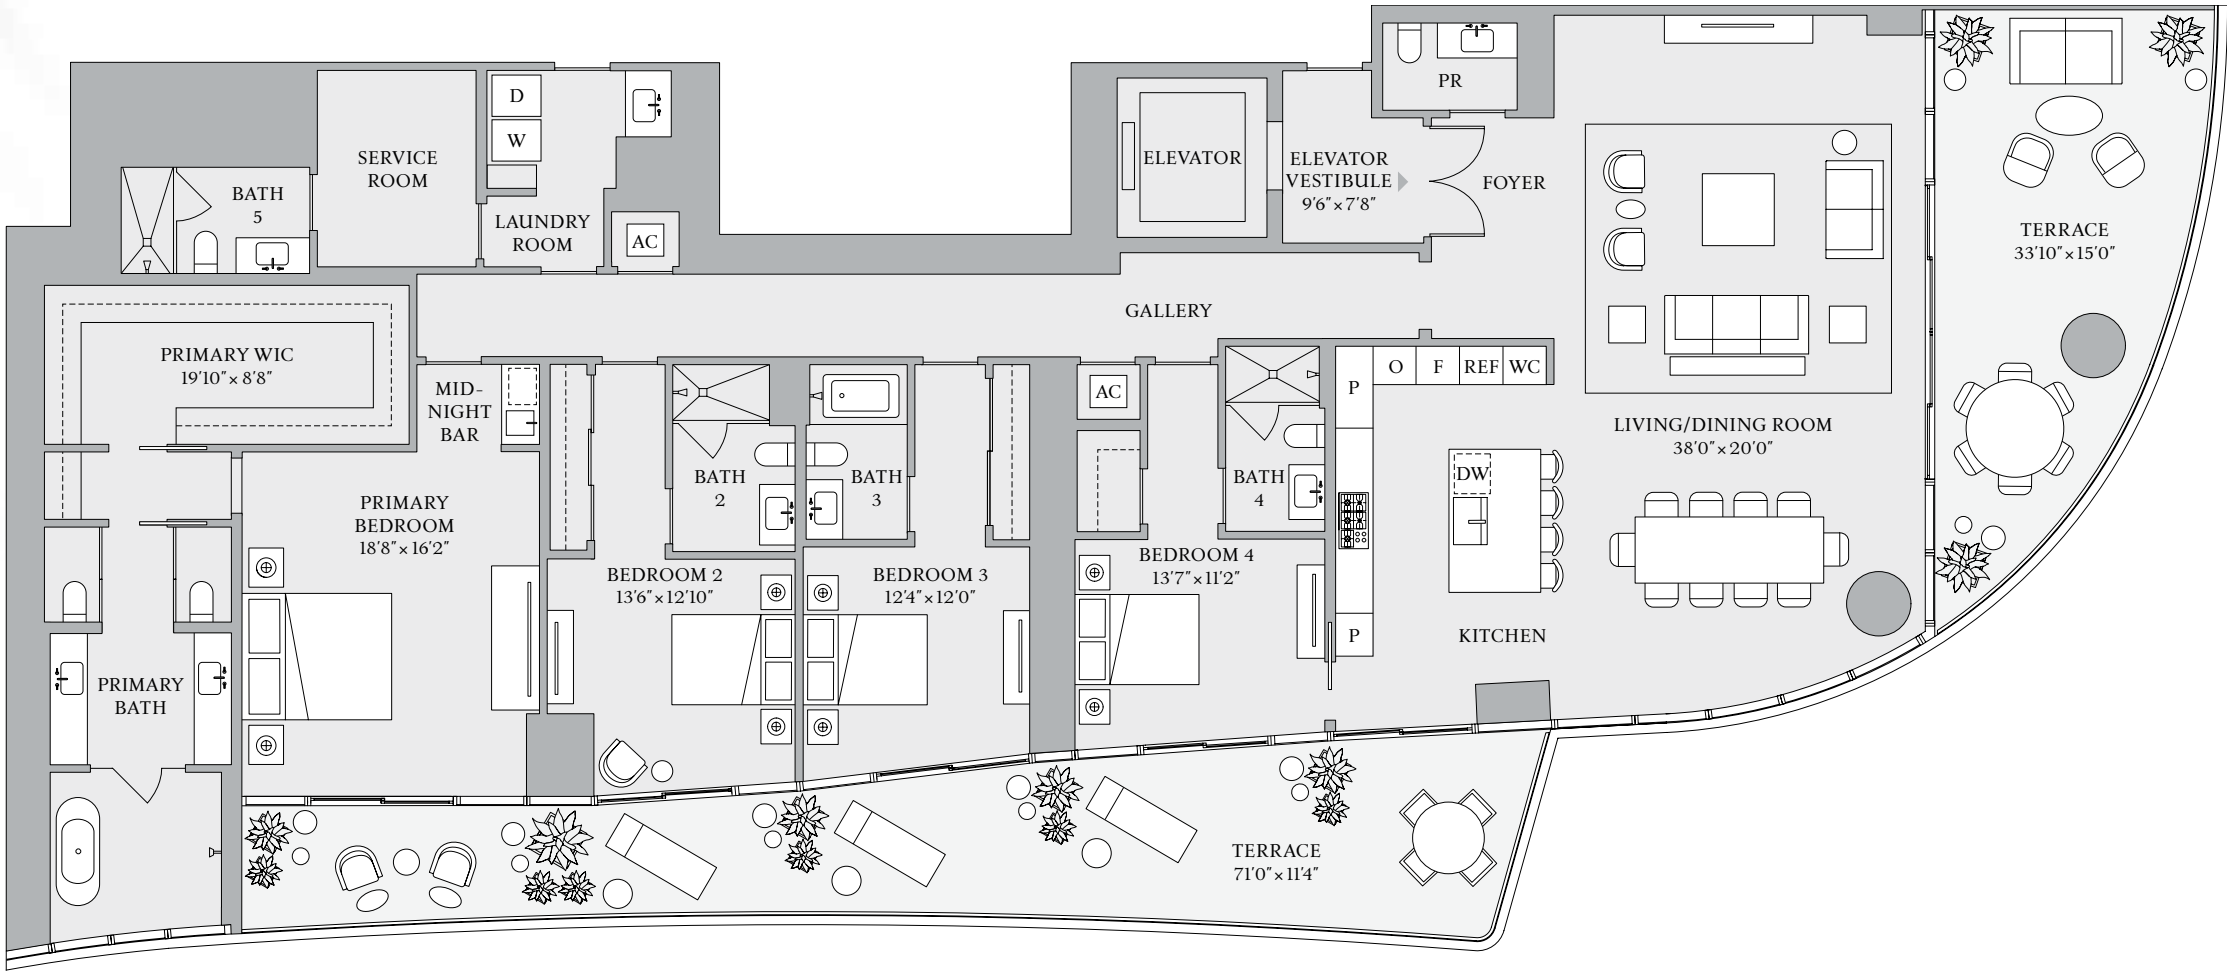 PR
D
W
SERVICE
ROOM
BATH
5
LAUNDRY
ROOM
AC
ELEVATOR
ELEVATOR
VESTIBULE
9'6"×7'8"
FOYER
TERRACE
33'10"×15'0"
GALLERY
PRIMARY WIC
19'10"×8'8"
MID-
NIGHT
BAR
AC
P
O
F
REF
WC
LIVING/DINING ROOM
38'0"×20'0"
PRIMARY
BEDROOM
18'8"×16'2"
BATH
2
BATH
3
BATH
4
DW
BEDROOM 2
13'6"×12'10"
BEDROOM 3
12'4"×12'0"
BEDROOM 4
13'7"×11'2"
P
KITCHEN
PRIMARY
BATH
TERRACE
71'0"×11'4"